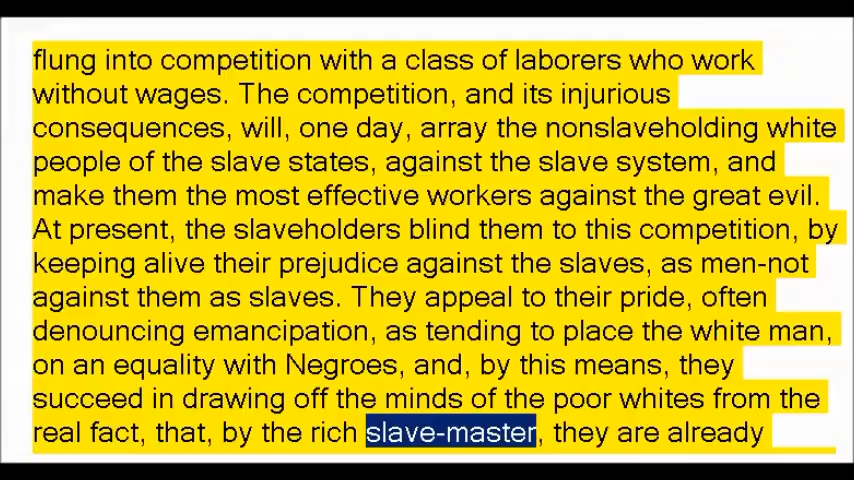 flung into competition with a class of laborers who work
without wages. The competition, and its injurious
consequences, will, one day, array the nonslaveholding white
people of the slave states, against the slave system, and
make them the most effective workers against the great evil.
At present, the slaveholders blind them to this competition, by
keeping alive their prejudice against the slaves, as men-not
against them as slaves. They appeal to their pride, often
denouncing emancipation, as tending to place the white man,
on an equality with Negroes, and, by this means, they
succeed in drawing off the minds of the poor whites from the
real fact, that, by the rich slave-master, they are already